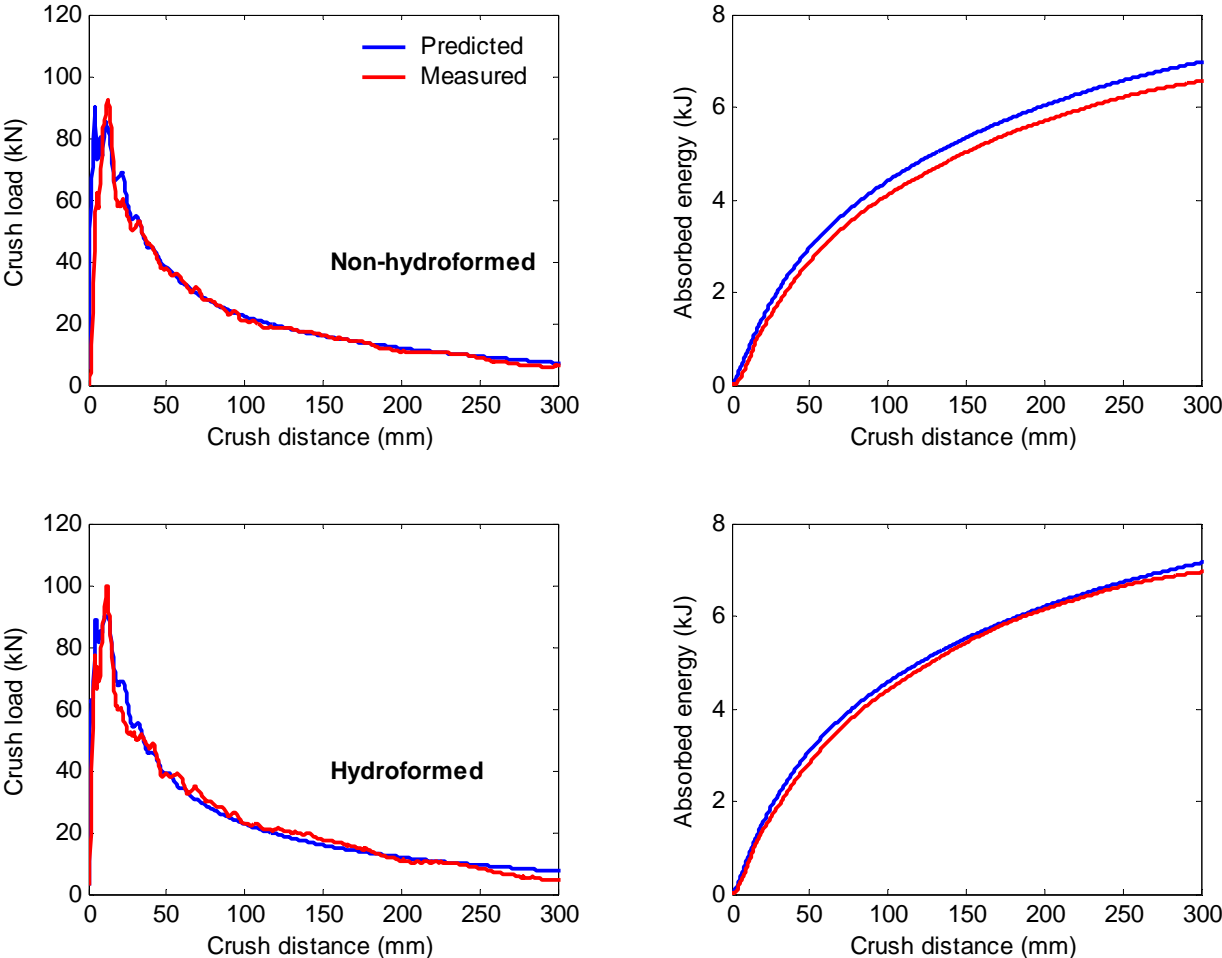 120
100
80
60
40
20
0
Crush load (kN)
Predicted
Measured
Non-hydroformed
0 50 100 150 200 250 300
Crush distance (mm)
8
6
4
2
0
Absorbed energy (kJ)
0 50 100 150 200 250 300
Crush distance (mm)
120
100
80
60
40
20
0
Crush load (kN)
Hydroformed
0 50 100 150 200 250 300
Crush distance (mm)
8
6
4
2
0
Absorbed energy (kJ)
0 50 100 150 200 250 300
Crush distance (mm)